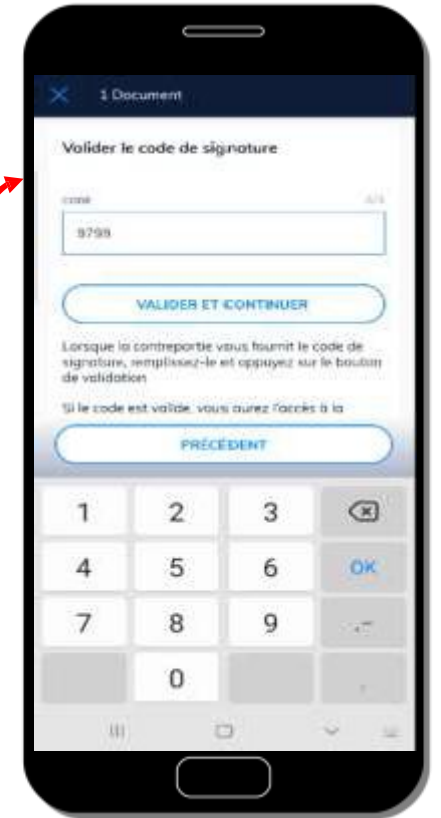 1 Document
Valider le code de signature
9799
VALIDER ET CONTINUER
Lorsque la contrepartie vous fournit le code de
signature, remplissez-le et appuyez sur le bouton
de validation
Si le code est valide, vous aurez l'accès à la
PRÉCÉDENT
1 2 3
4 5 6 OK
7 8 9 .-
0 ,